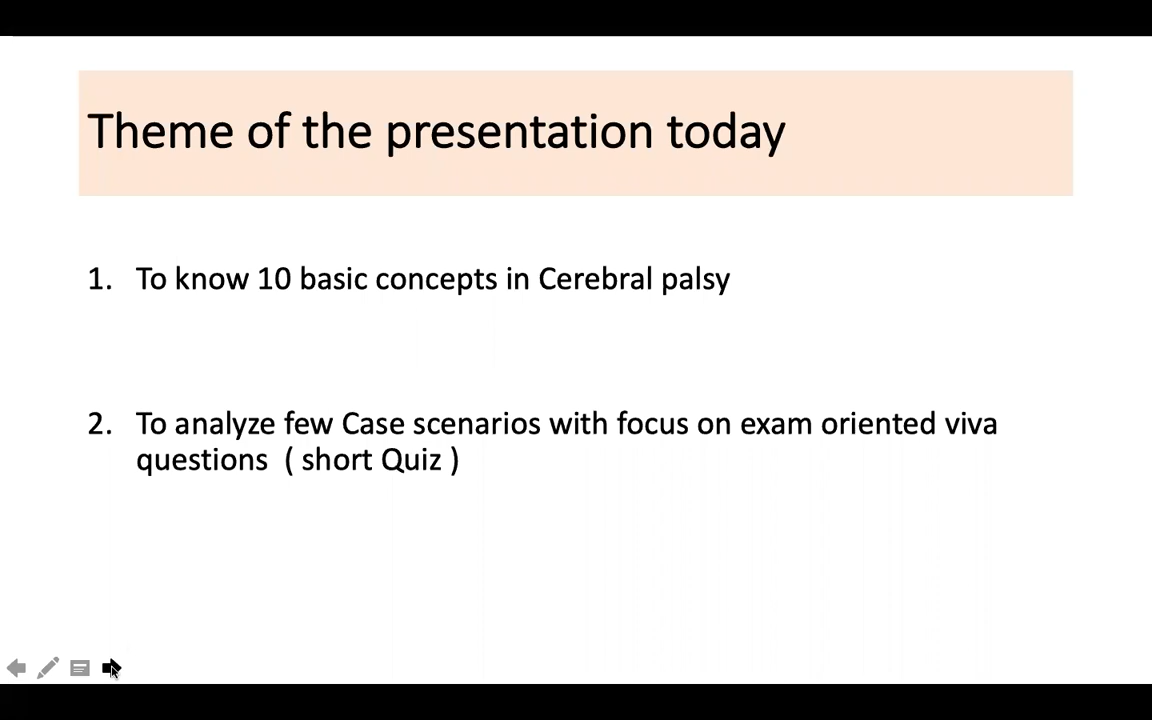 Theme of the presentation today
1. To know 10 basic concepts in Cerebral palsy
2. To analyze few Case scenarios with focus on exam oriented viva
questions ( short Quiz )